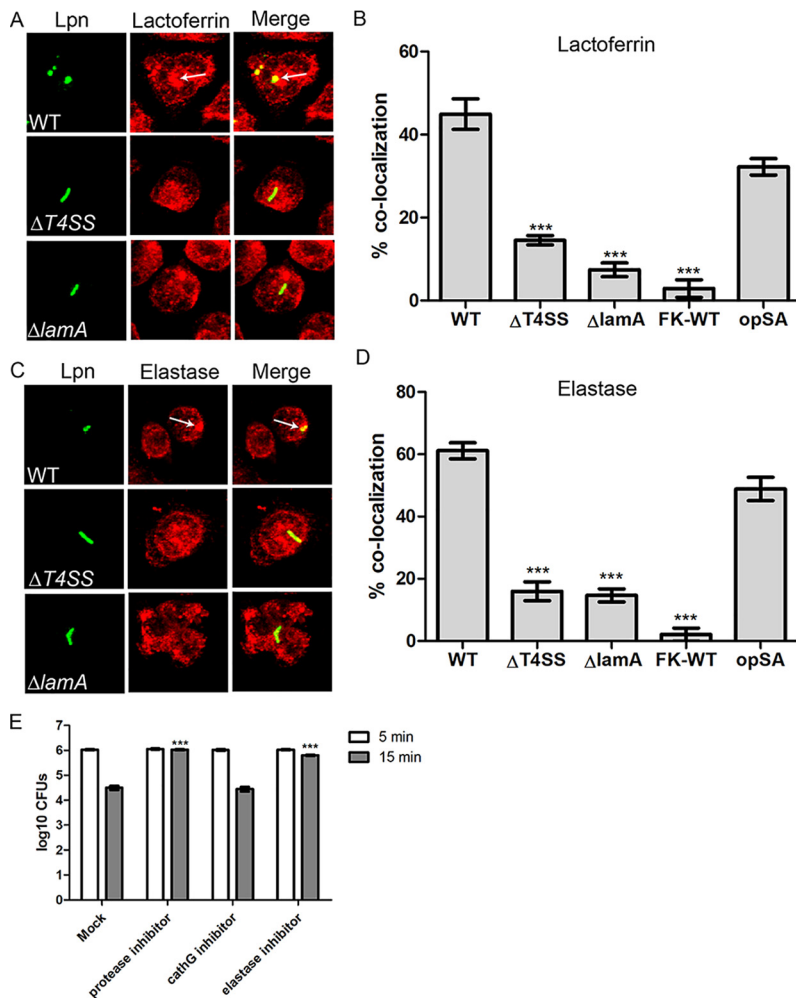 A
Lpn Lactoferrin Merge
WT
ΔT4SS
ΔlamA
B
Lactoferrin
% co-localization
60
40
20
0
WT ΔT4SS ΔlamA FK-WT opSA
*** *** ***
C
Lpn Elastase Merge
WT
ΔT4SS
ΔlamA
D
Elastase
% co-localization
80
60
40
20
0
WT ΔT4SS ΔlamA FK-WT opSA
*** *** ***
E
log10 CFUs
7
6
5
4
3
2
1
0
*** ***
5 min
15 min
Mock
protease inhibitor
cathG inhibitor
elastase inhibitor